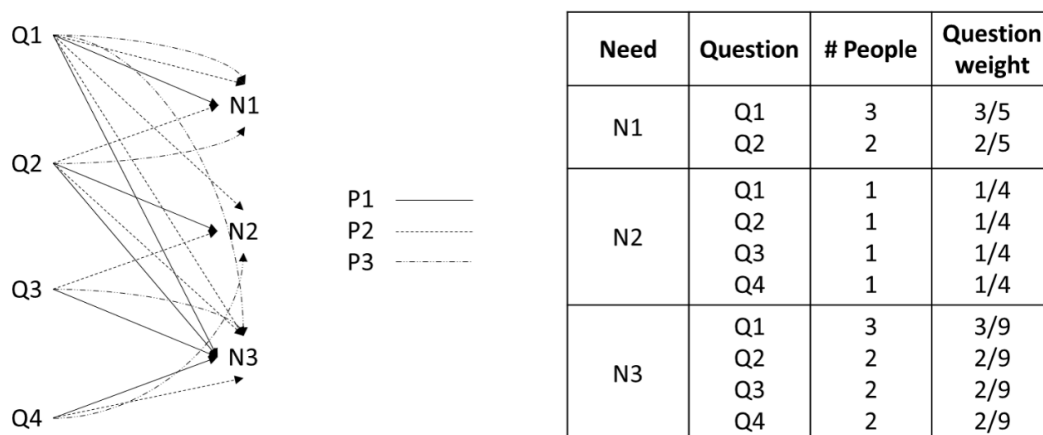 Q1
Q2
Q3
Q4
N1
N2
N3
P1
P2
P3
Need Question # People Question weight
N1
Q1 3 3/5
Q2 2 2/5
N2
Q1 1 1/4
Q2 1 1/4
Q3 1 1/4
Q4 1 1/4
N3
Q1 3 3/9
Q2 2 2/9
Q3 2 2/9
Q4 2 2/9